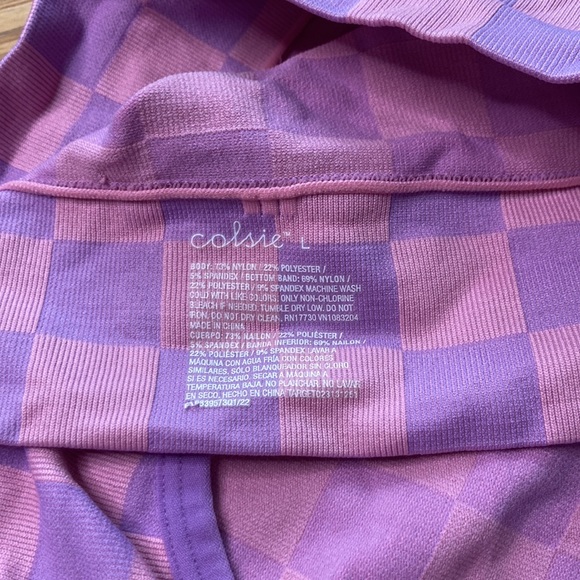 colsie™ L
BODY: 73% NYLON / 22% POLYESTER /
5% SPANDEX / BOTTOM BAND: 69% NYLON /
22% POLYESTER / 9% SPANDEX MACHINE WASH
COLD WITH LIKE COLORS. ONLY NON-CHLORINE
BLEACH IF NEEDED. TUMBLE DRY LOW. DO NOT
IRON. DO NOT DRY CLEAN. RN17730 VN1083204
MADE IN CHINA
CUERPO: 73% NAILON / 22% POLIÉSTER /
5% SPANDEX / BANDA INFERIOR: 69% NAILON /
22% POLIÉSTER / 9% SPANDEX LAVAR A
MÁQUINA CON AGUA FRÍA CON COLORES
SIMILARES. SOLO BLANQUEADOR SIN CLORO
SI ES NECESARIO. SECAR A MÁQUINA A
TEMPERATURA BAJA. NO PLANCHAR. NO LAVAR
EN SECO. HECHO EN CHINA